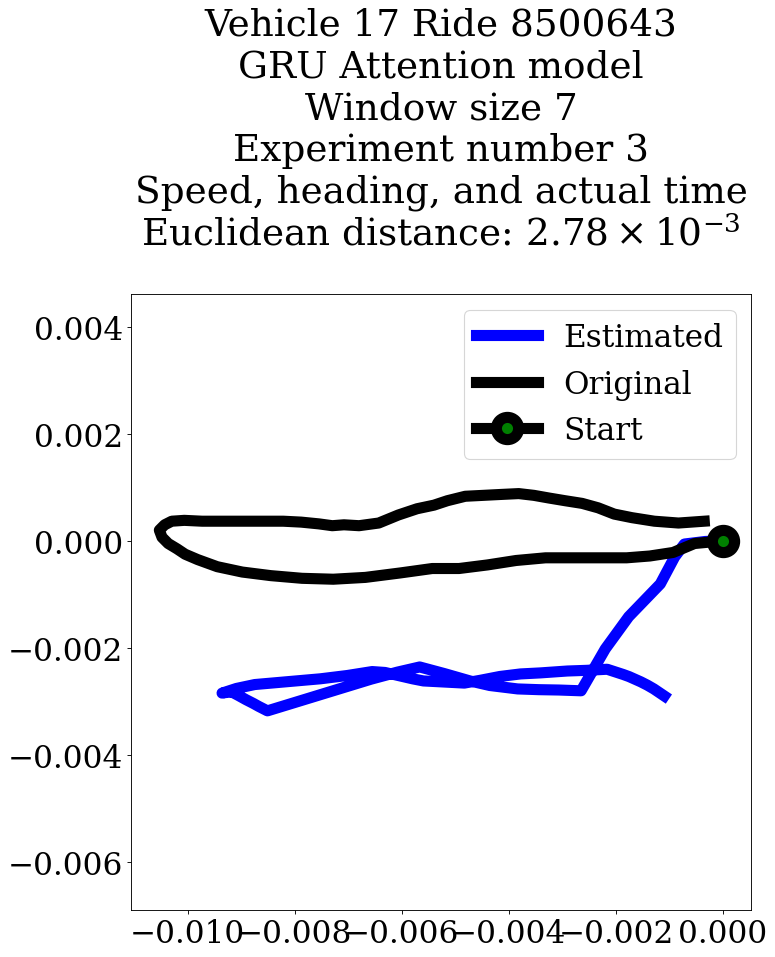 Vehicle 17 Ride 8500643
GRU Attention model
Window size 7
Experiment number 3
Speed, heading, and actual time
Euclidean distance: 2.78 × 10⁻³
Estimated
Original
Start
0.004
0.002
0.000
−0.002
−0.004
−0.006
−0.010 −0.008 −0.006 −0.004 −0.002 0.000